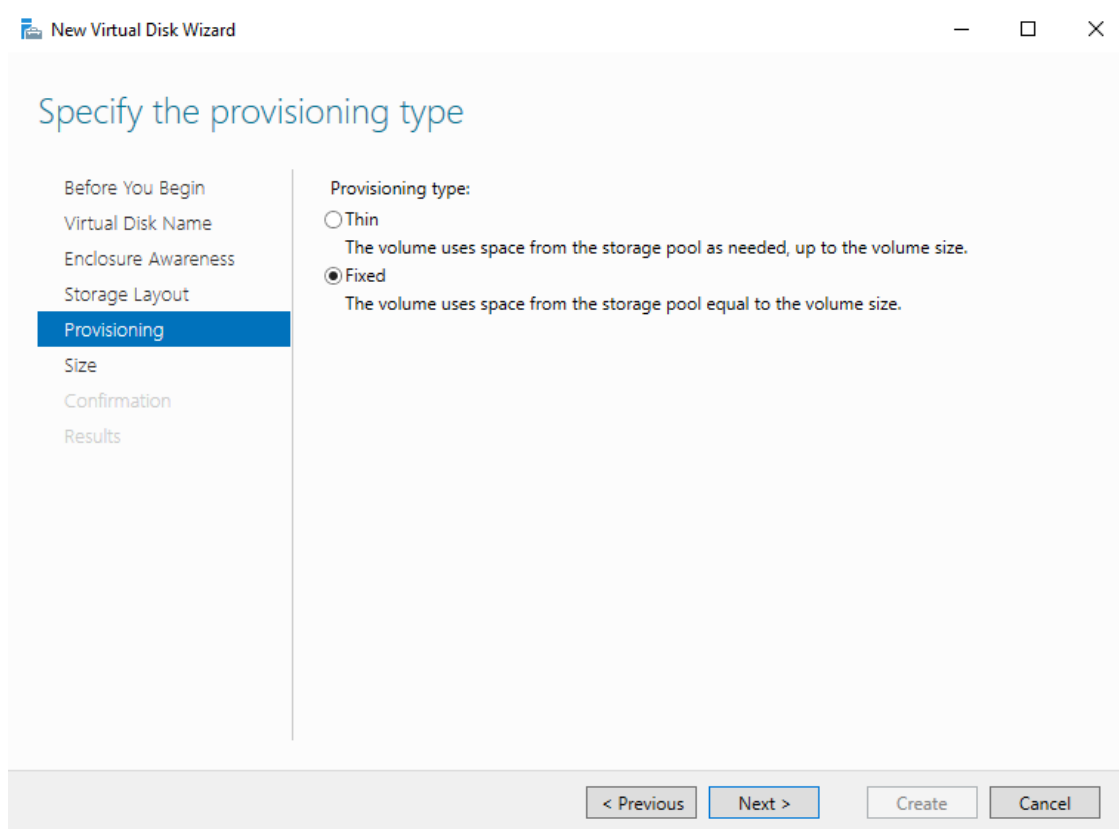 New Virtual Disk Wizard
Specify the provisioning type
Before You Begin
Virtual Disk Name
Enclosure Awareness
Storage Layout
Provisioning
Size
Confirmation
Results
Provisioning type:
Thin
The volume uses space from the storage pool as needed, up to the volume size.
Fixed
The volume uses space from the storage pool equal to the volume size.
< Previous
Next >
Create
Cancel